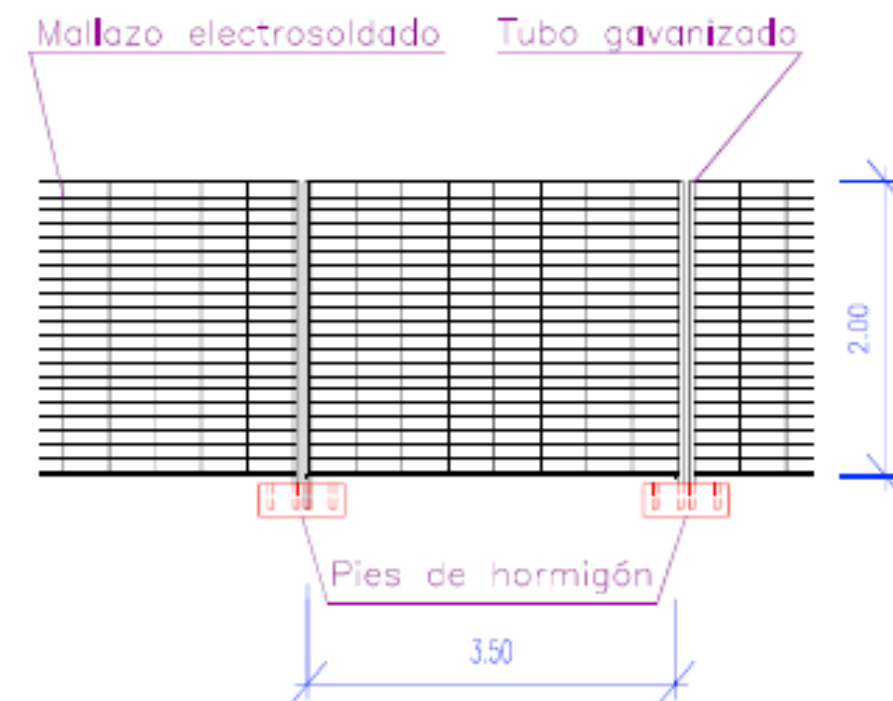 Mallazo electrosoldado
Tubo gavanizado
2.00
Pies de hormigón
3.50